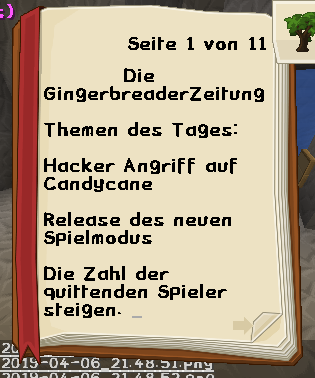 :)
Seite 1 von 11
Die
GingerbreaderZeitung
Themen des Tages:
Hacker Angriff auf
Candycane
Release des neuen
Spielmodus
Die Zahl der
quittenden Spieler
steigen. _
2019-04-06_21.48.51.png